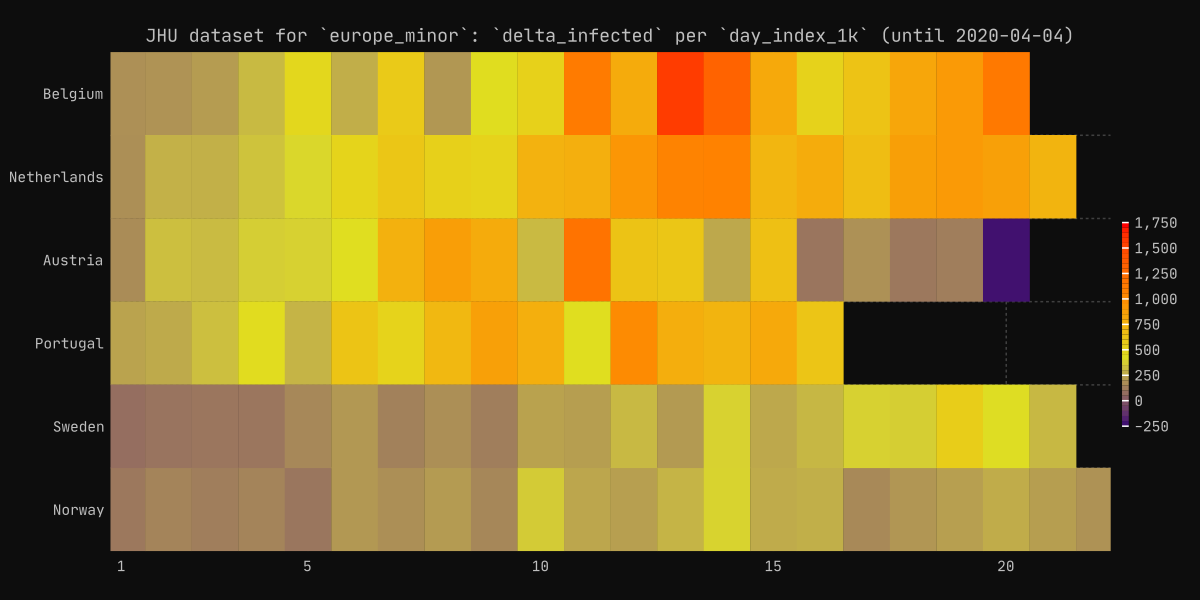 JHU dataset for `europe_minor`: `delta_infected` per `day_index_1k` (until 2020-04-04)
Belgium
Netherlands
Austria
Portugal
Sweden
Norway
1,750
1,500
1,250
1,000
750
500
250
0
-250
1 5 10 15 20